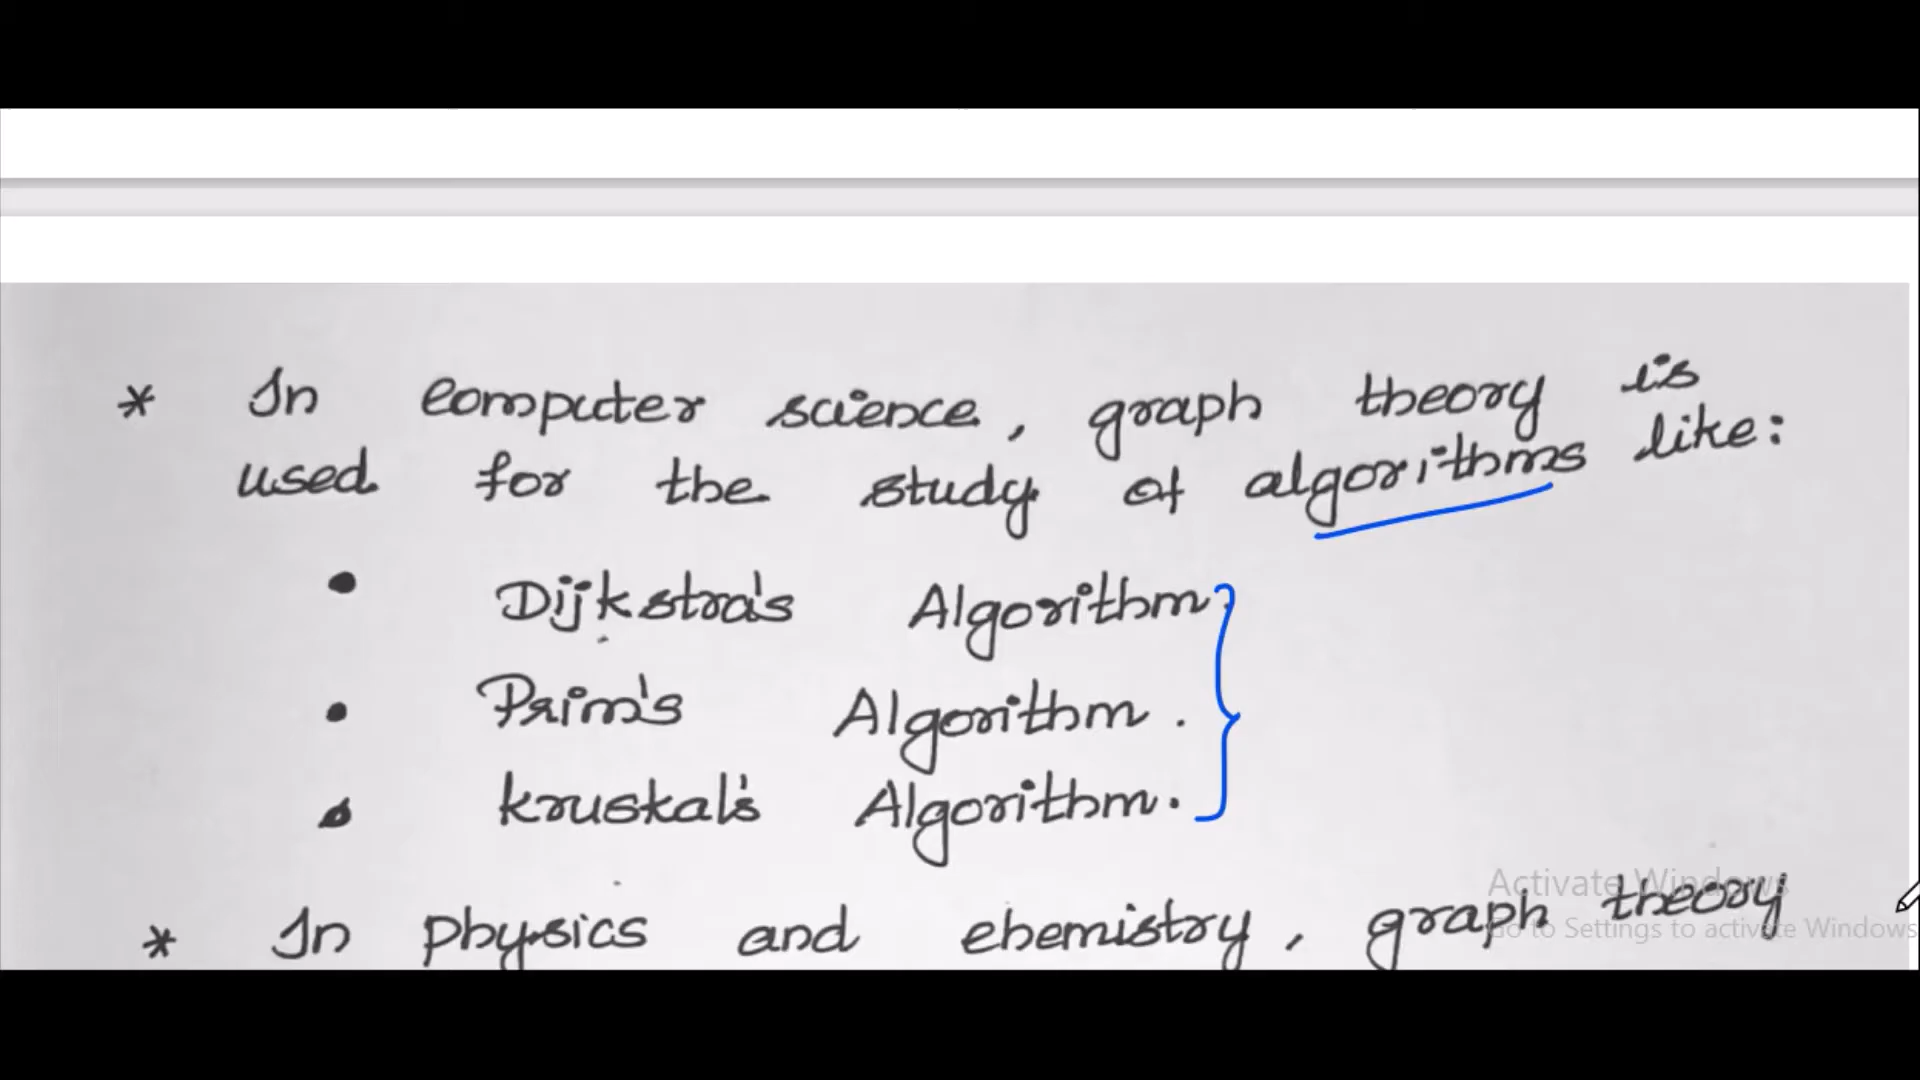 * In computer science, graph theory is
used for the study of algorithms like:
• Dijkstra's Algorithm.
• Prim's Algorithm.
• Kruskal's Algorithm.
* In physics and chemistry, graph theory
Activate Windows
Go to Settings to activate Windows